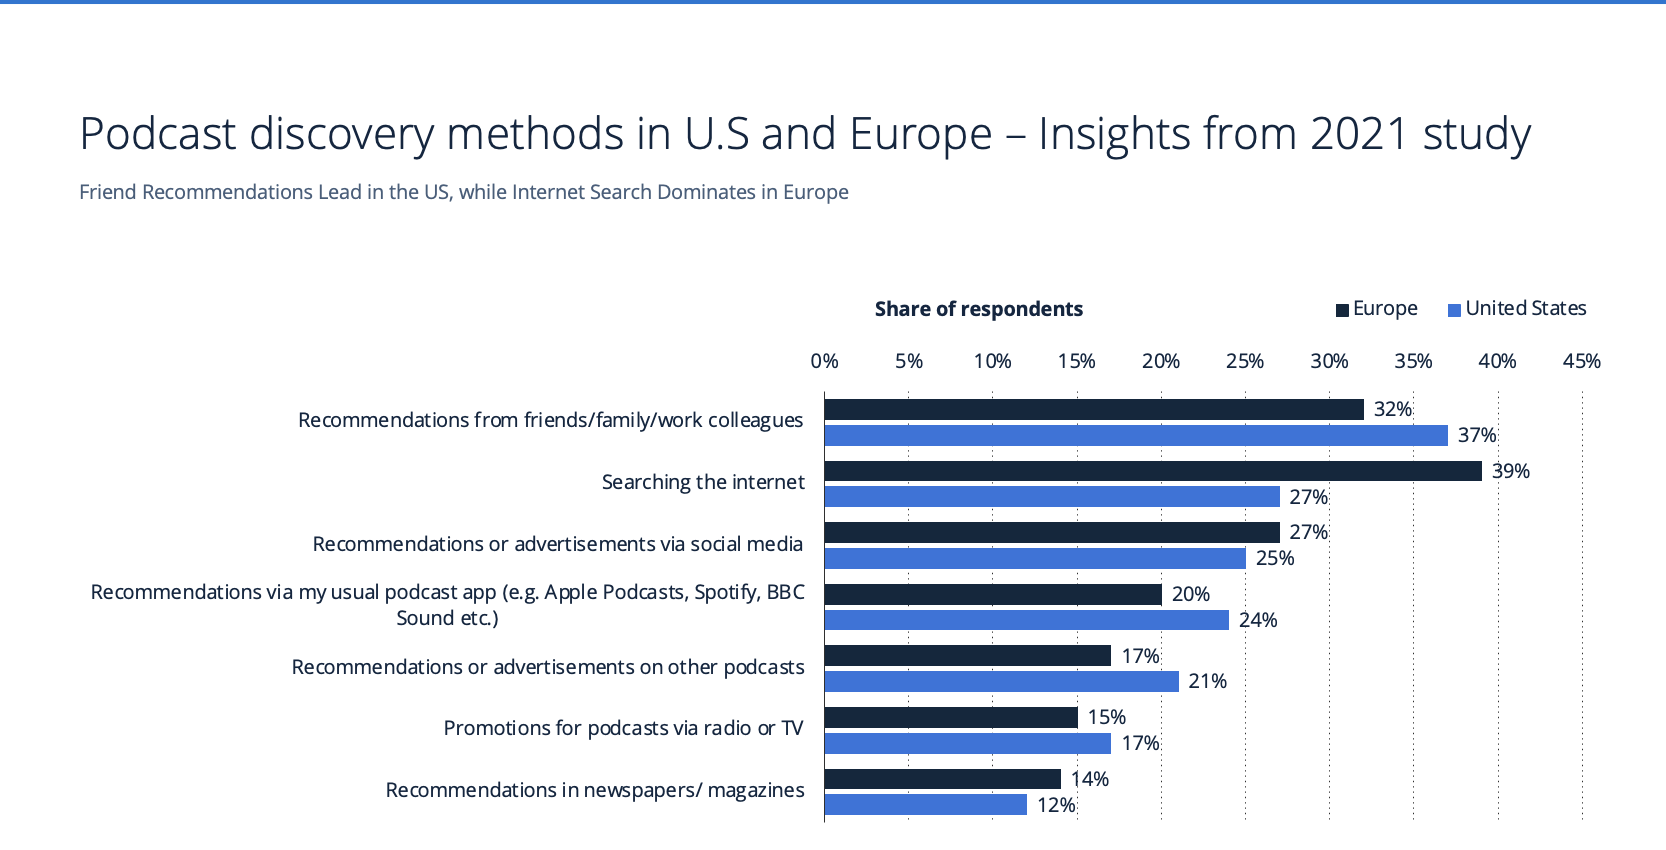 Podcast discovery methods in U.S and Europe – Insights from 2021 study
Friend Recommendations Lead in the US, while Internet Search Dominates in Europe
Share of respondents
Europe
United States
0% 5% 10% 15% 20% 25% 30% 35% 40% 45%
Recommendations from friends/family/work colleagues
32%
37%
Searching the internet
39%
27%
Recommendations or advertisements via social media
27%
25%
Recommendations via my usual podcast app (e.g. Apple Podcasts, Spotify, BBC
Sound etc.)
20%
24%
Recommendations or advertisements on other podcasts
17%
21%
Promotions for podcasts via radio or TV
15%
17%
Recommendations in newspapers/ magazines
14%
12%